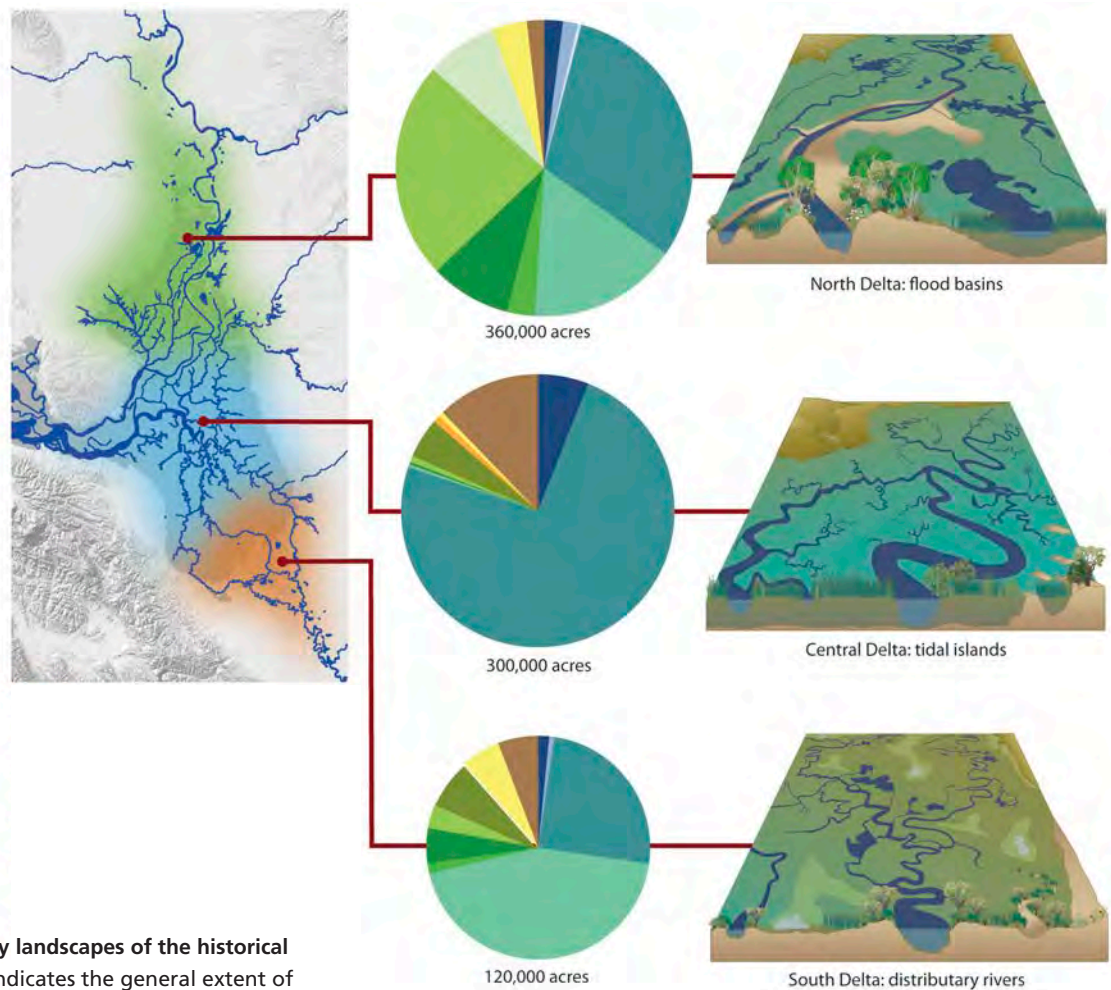 360,000 acres
North Delta: flood basins
300,000 acres
Central Delta: tidal islands
120,000 acres
South Delta: distributary rivers
landscapes of the historical
ndicates the general extent of